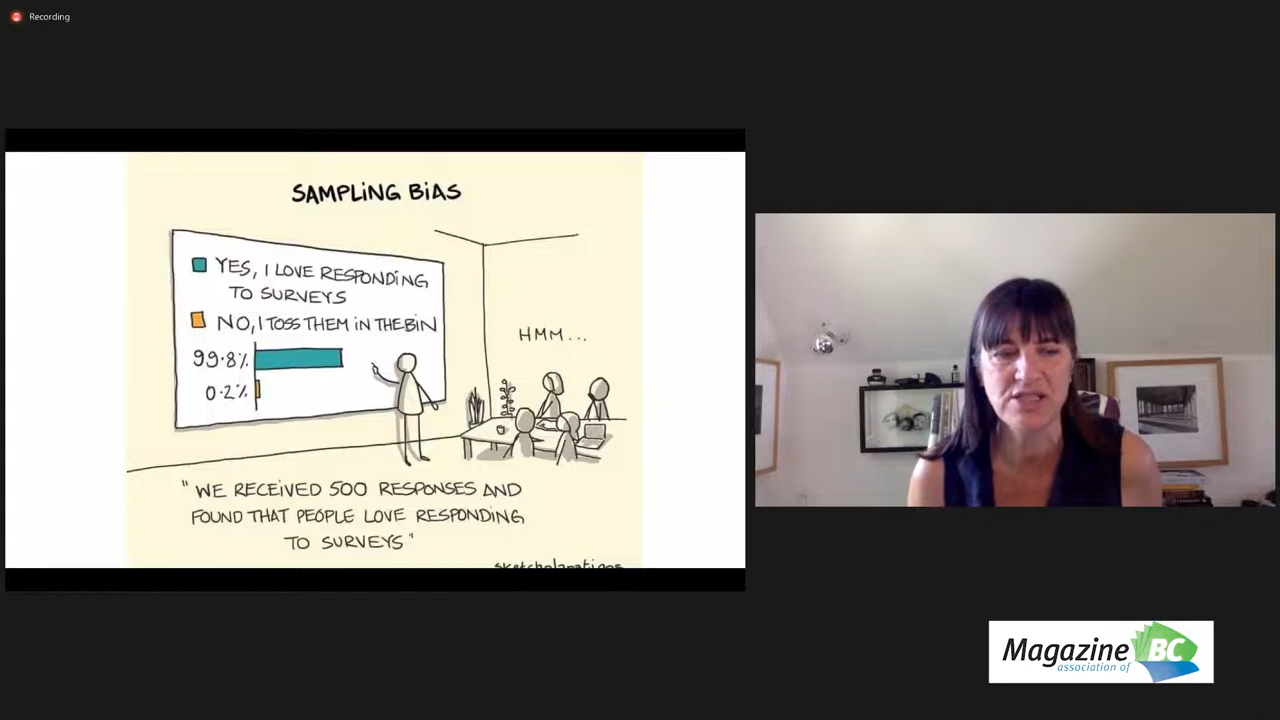 Recording
SAMPLING BIAS
YES, I LOVE RESPONDING
TO SURVEYS
NO, I TOSS THEM IN THE BIN
99.8%
0.2%
HMM...
"WE RECEIVED 500 RESPONSES AND
FOUND THAT PEOPLE LOVE RESPONDING
TO SURVEYS"
sketchplanations
Magazine BC
association of